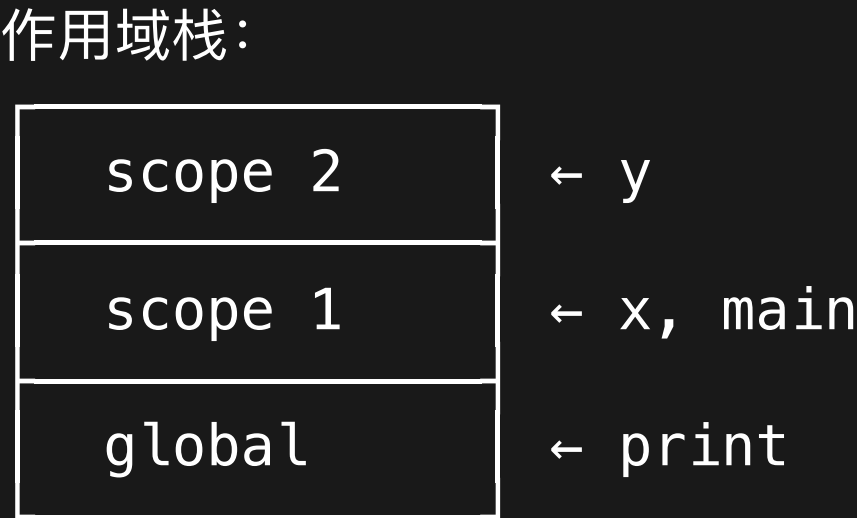 作用域栈：
scope 2 ← y
scope 1 ← x, main
global ← print